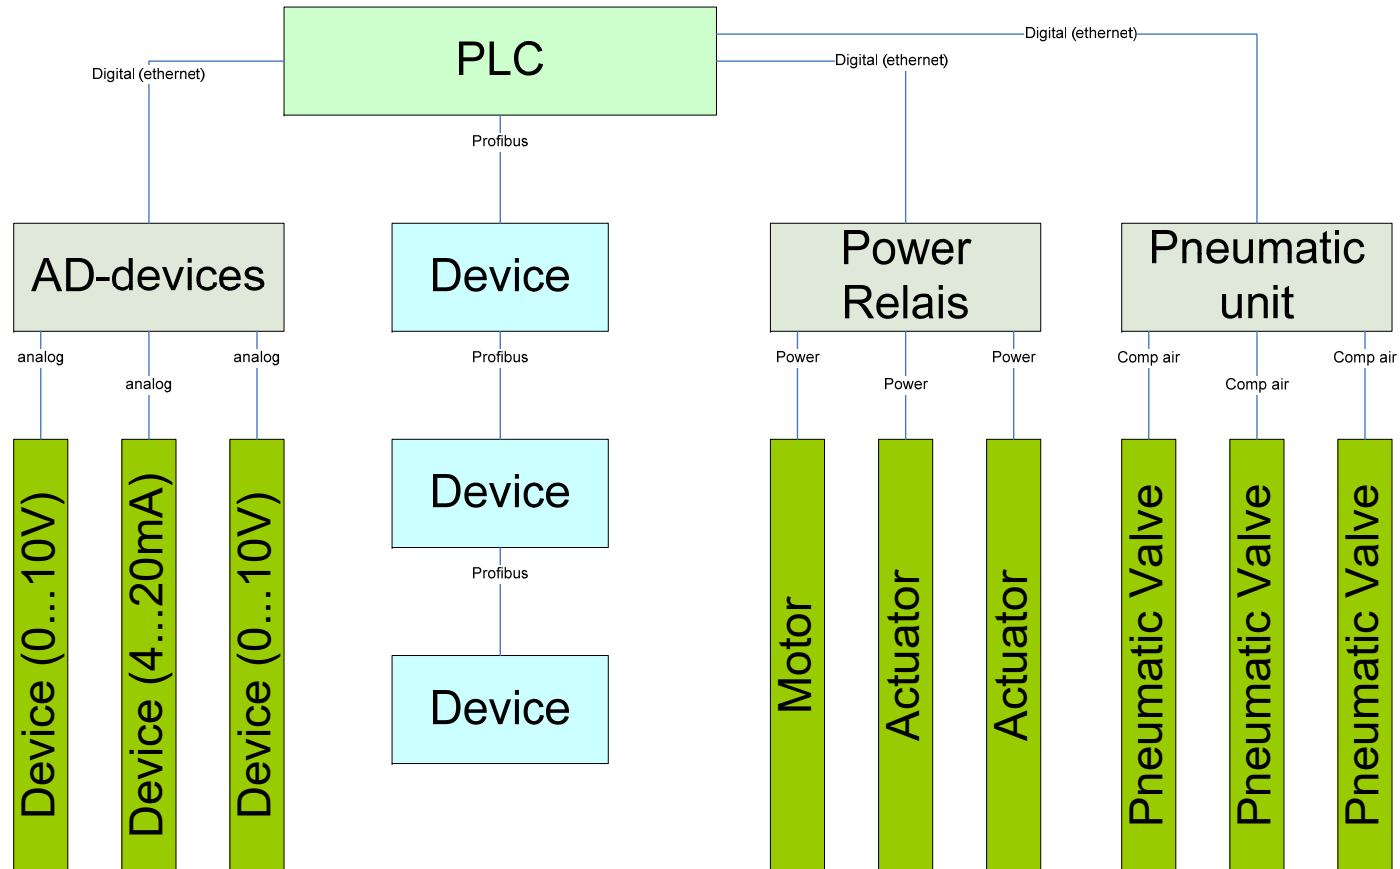 PLC
Digital (ethernet)
Digital (ethernet)
Digital (ethernet)
Profibus
AD-devices
Device
Power
Relais
Pneumatic
unit
analog
analog
analog
Profibus
Power
Power
Power
Comp air
Comp air
Comp air
Device (0...10V)
Device (4...20mA)
Device (0...10V)
Device
Profibus
Device
Motor
Actuator
Actuator
Pneumatic Valve
Pneumatic Valve
Pneumatic Valve